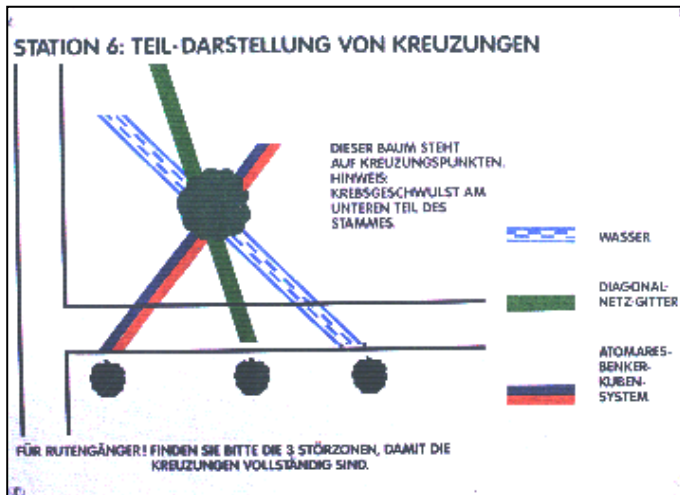 STATION 6: TEIL-DARSTELLUNG VON KREUZUNGEN
DIESER BAUM STEHT
AUF KREUZUNGSPUNKTEN.
HINWEIS:
KREBSGESCHWULST AM
UNTEREN TEIL DES
STAMMES.
WASSER
DIAGONAL-
NETZ-GITTER
ATOMARES-
BENKER-
KUBEN-
SYSTEM
FÜR RUTENGÄNGER! FINDEN SIE BITTE DIE 3 STÖRZONEN, DAMIT DIE
KREUZUNGEN VOLLSTÄNDIG SIND.